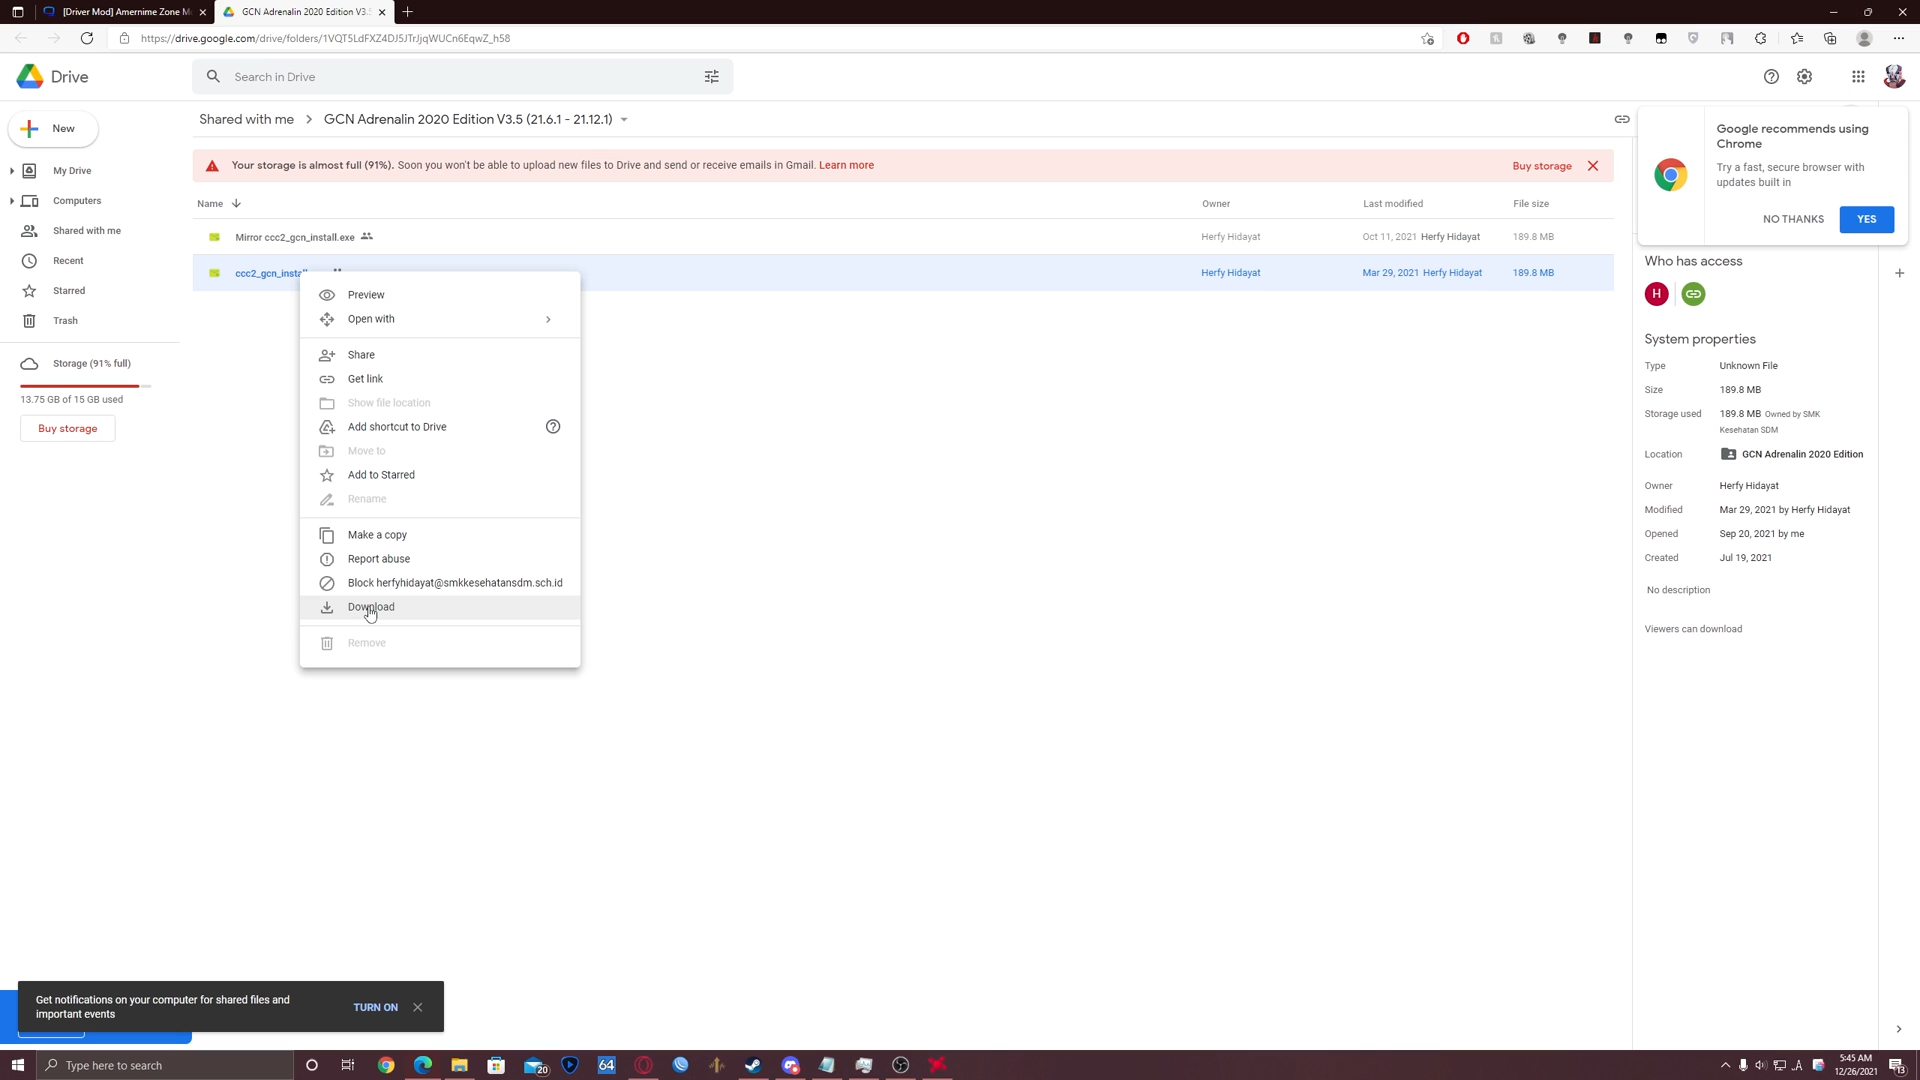 [Driver Mod] Amernime Zone M
GCN Adrenalin 2020 Edition V3.5
https://drive.google.com/drive/folders/1VQT5LdFXZ4DJ5JTrJjqWUCn6EqwZ_h58
Drive
Search in Drive
New
My Drive
Computers
Shared with me
Recent
Starred
Trash
Storage (91% full)
13.75 GB of 15 GB used
Buy storage
Shared with me > GCN Adrenalin 2020 Edition V3.5 (21.6.1 - 21.12.1)
Your storage is almost full (91%). Soon you won't be able to upload new files to Drive and send or receive emails in Gmail. Learn more
Buy storage
Name Owner Last modified File size
Mirror ccc2_gcn_install.exe Herfy Hidayat Oct 11, 2021 Herfy Hidayat 189.8 MB
ccc2_gcn_install Herfy Hidayat Mar 29, 2021 Herfy Hidayat 189.8 MB
Preview
Open with
Share
Get link
Show file location
Add shortcut to Drive
Move to
Add to Starred
Rename
Make a copy
Report abuse
Block herfyhidayat@smkkesehatansdm.sch.id
Download
Remove
Google recommends using
Chrome
Try a fast, secure browser with
updates built in
NO THANKS YES
Who has access
H
System properties
Type Unknown File
Size 189.8 MB
Storage used 189.8 MB Owned by SMK
Kesehatan SDM
Location GCN Adrenalin 2020 Edition
Owner Herfy Hidayat
Modified Mar 29, 2021 by Herfy Hidayat
Opened Sep 20, 2021 by me
Created Jul 19, 2021
No description
Viewers can download
Get notifications on your computer for shared files and
important events
TURN ON
Type here to search
20
64
5:45 AM
12/26/2021
13